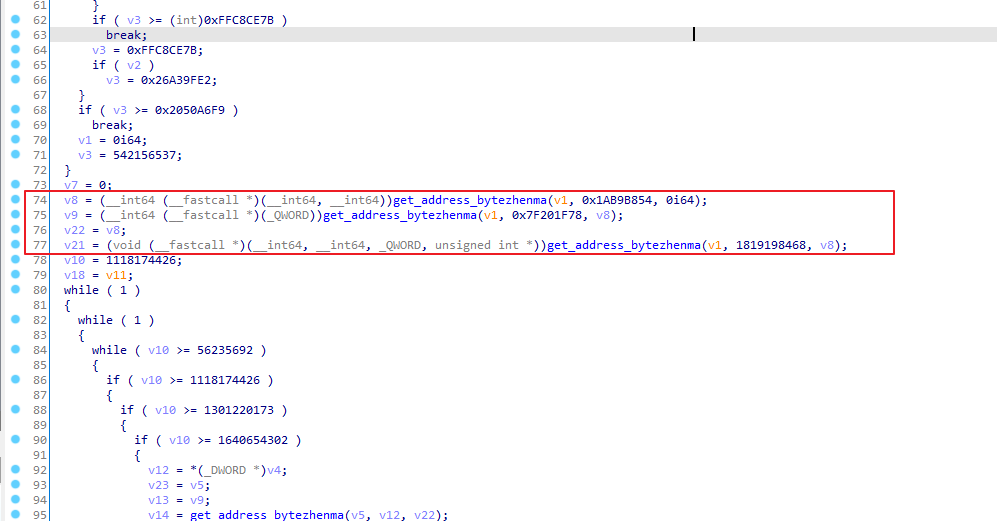 61 }
62 if ( v3 >= (int)0xFFC8CE7B )
63 break;
64 v3 = 0xFFC8CE7B;
65 if ( v2 )
66 v3 = 0x26A39FE2;
67 }
68 if ( v3 >= 0x2050A6F9 )
69 break;
70 v1 = 0i64;
71 v3 = 542156537;
72 }
73 v7 = 0;
74 v8 = (__int64 (__fastcall *)(__int64, __int64))get_address_bytezhenma(v1, 0x1AB9B854, 0i64);
75 v9 = (__int64 (__fastcall *)(_QWORD))get_address_bytezhenma(v1, 0x7F201F78, v8);
76 v22 = v8;
77 v21 = (void (__fastcall *)(__int64, __int64, _QWORD, unsigned int *))get_address_bytezhenma(v1, 1819198468, v8);
78 v10 = 1118174426;
79 v18 = v11;
80 while ( 1 )
81 {
82 while ( 1 )
83 {
84 while ( v10 >= 56235692 )
85 {
86 if ( v10 >= 1118174426 )
87 {
88 if ( v10 >= 1301220173 )
89 {
90 if ( v10 >= 1640654302 )
91 {
92 v12 = *(_DWORD *)v4;
93 v23 = v5;
94 v13 = v9;
95 v14 = get_address_bytezhenma(v5, v12, v22);